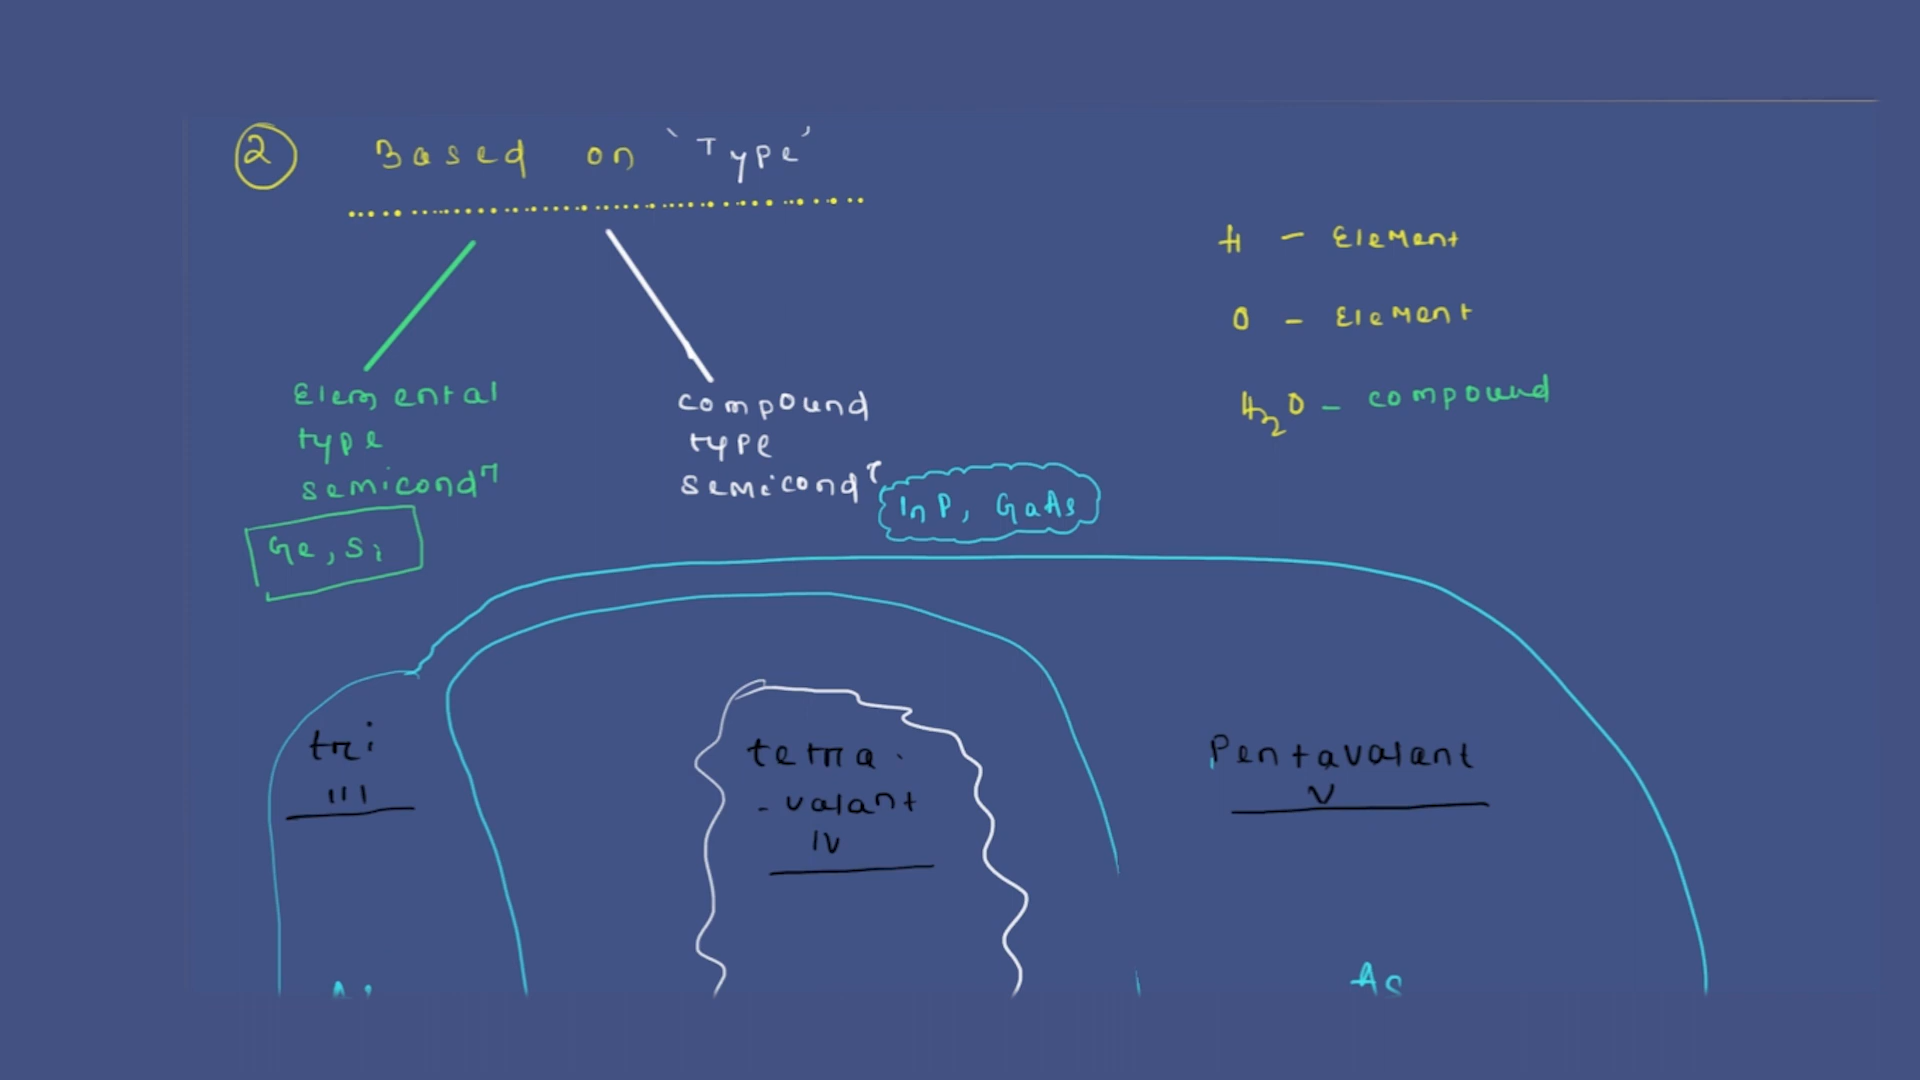 2 Based on 'Type'
H - Element
O - Element
H2O - compound
Elemental
type
semicondr
Ge, Si
compound
type
semicondr
InP, GaAs
tri
III
tetra
-valant
IV
Pentavalant
V
As